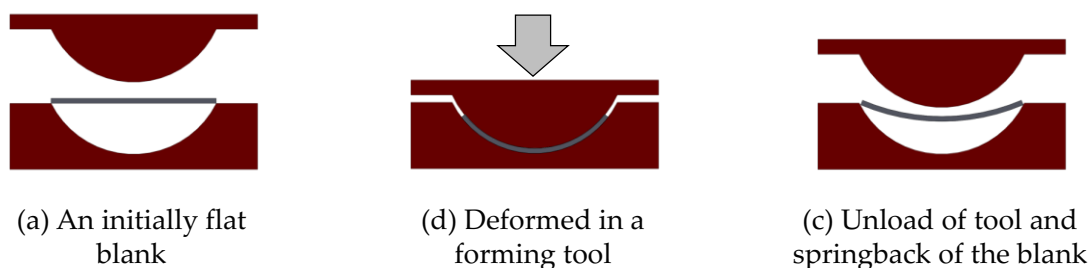 (a) An initially flat
blank
(d) Deformed in a
forming tool
(c) Unload of tool and
springback of the blank